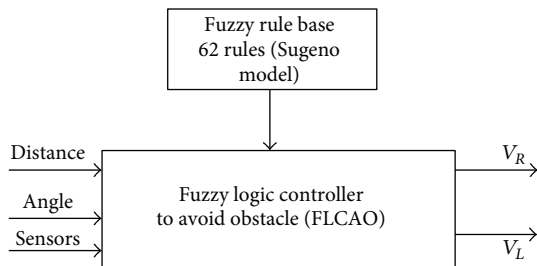 Fuzzy rule base
62 rules (Sugeno
model)
Distance
Angle
Sensors
Fuzzy logic controller
to avoid obstacle (FLCAO)
V_R
V_L